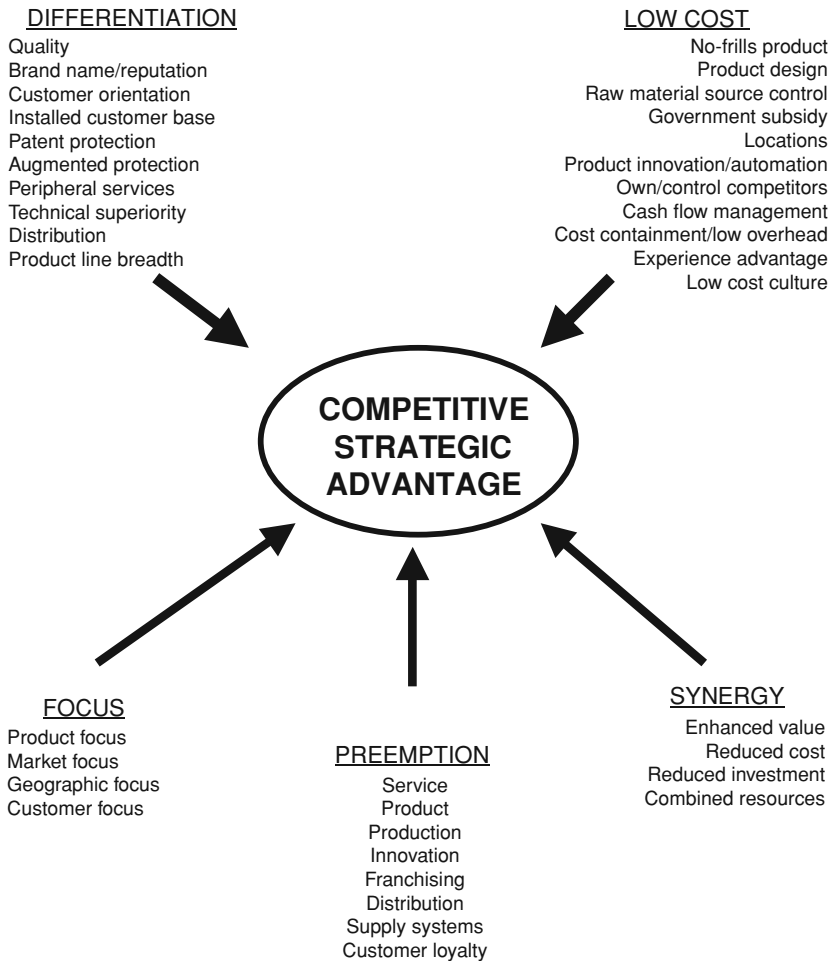 DIFFERENTIATION
Quality
Brand name/reputation
Customer orientation
Installed customer base
Patent protection
Augmented protection
Peripheral services
Technical superiority
Distribution
Product line breadth
LOW COST
No-frills product
Product design
Raw material source control
Government subsidy
Locations
Product innovation/automation
Own/control competitors
Cash flow management
Cost containment/low overhead
Experience advantage
Low cost culture
COMPETITIVE
STRATEGIC
ADVANTAGE
FOCUS
Product focus
Market focus
Geographic focus
Customer focus
PREEMPTION
Service
Product
Production
Innovation
Franchising
Distribution
Supply systems
Customer loyalty
SYNERGY
Enhanced value
Reduced cost
Reduced investment
Combined resources